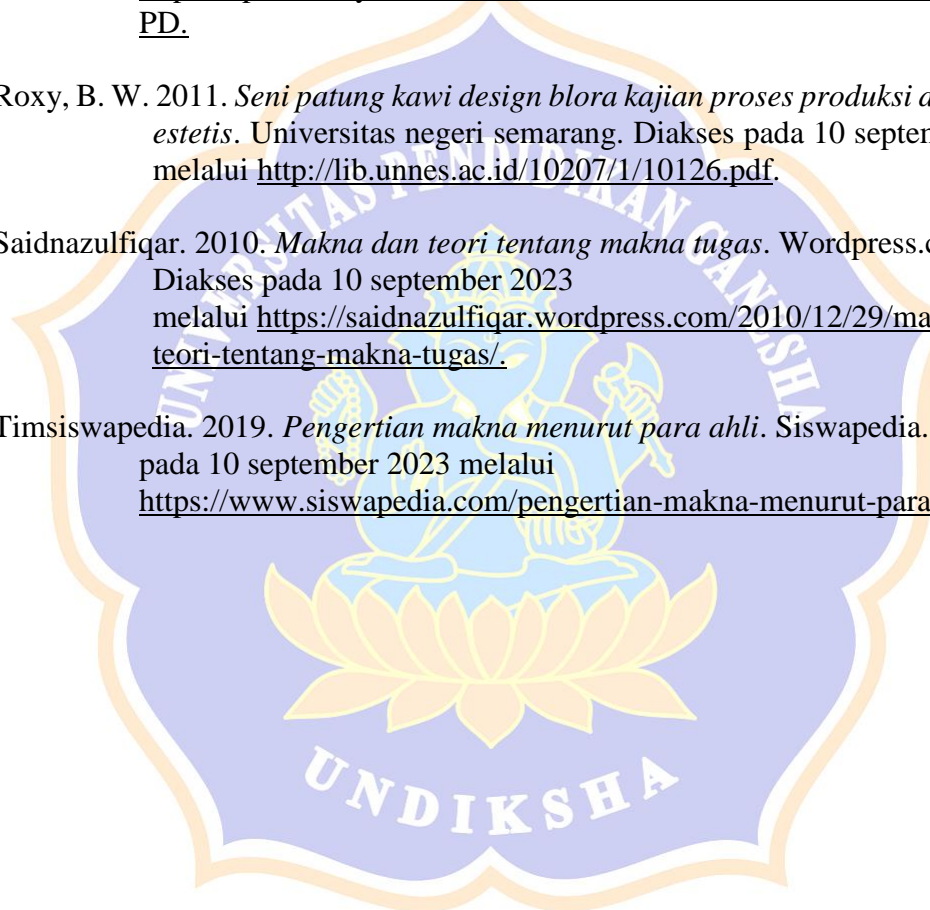 PD.
Roxy, B. W. 2011. Seni patung kawi design blora kajian proses produksi
estetis. Universitas negeri semarang. Diakses pada 10
melalui http://lib.unnes.ac.id/10207/1/10126.pdf.
Saidnazulfiqar. 2010. Makna dan teori tentang makna tugas.
Diakses pada 10 september 2023
melalui https://saidnazulfiqar.wordpress.com/2010/12/29/ma
teori-tentang-makna-tugas/.
Timsiswapedia. 2019. Pengertian makna menurut para ahli. Siswapedia.
pada 10 september 2023 melalui
https://www.siswapedia.com/pengertian-makna-menurut-para
UNIVERSITAS PENDIDIKAN GANESHA
UNDIKSHA